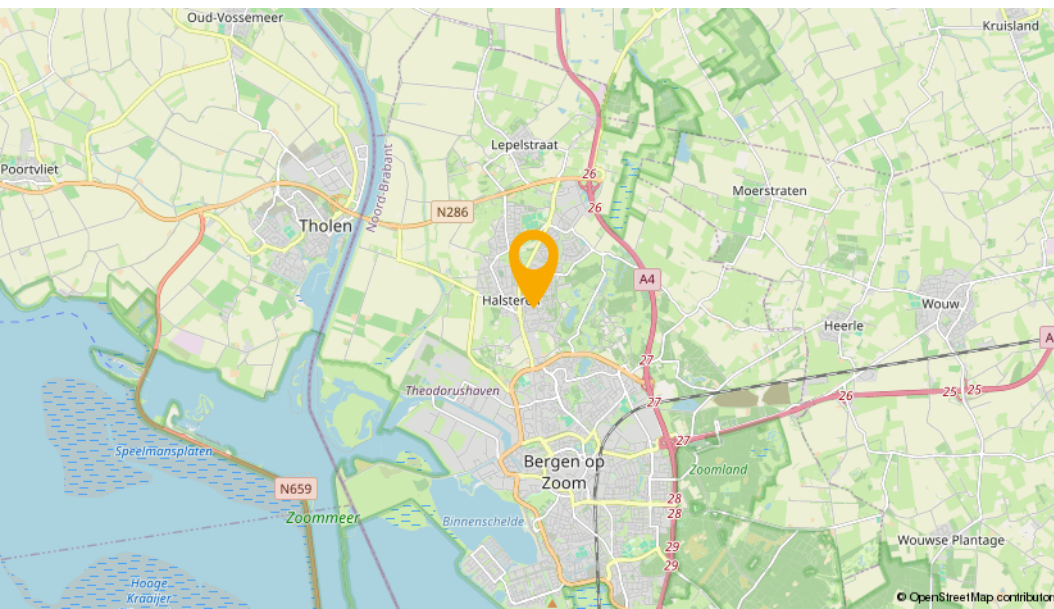 Oud-Vossemeer
Kruisland
Lepelstraat
Noord-Brabant
Poortvliet
26
Moerstraten
26
N286
Tholen
A4
Halsteren
Wouw
Heerle
A
27
Theodorushaven
27
26
25
25
27
Speelmansplaten
Bergen op
Zoom
Zoomland
N659
28
28
Zoommeer
Binnenschelde
Wouwse Plantage
29
29
Hooge
Kraaijer
© OpenStreetMap contributor